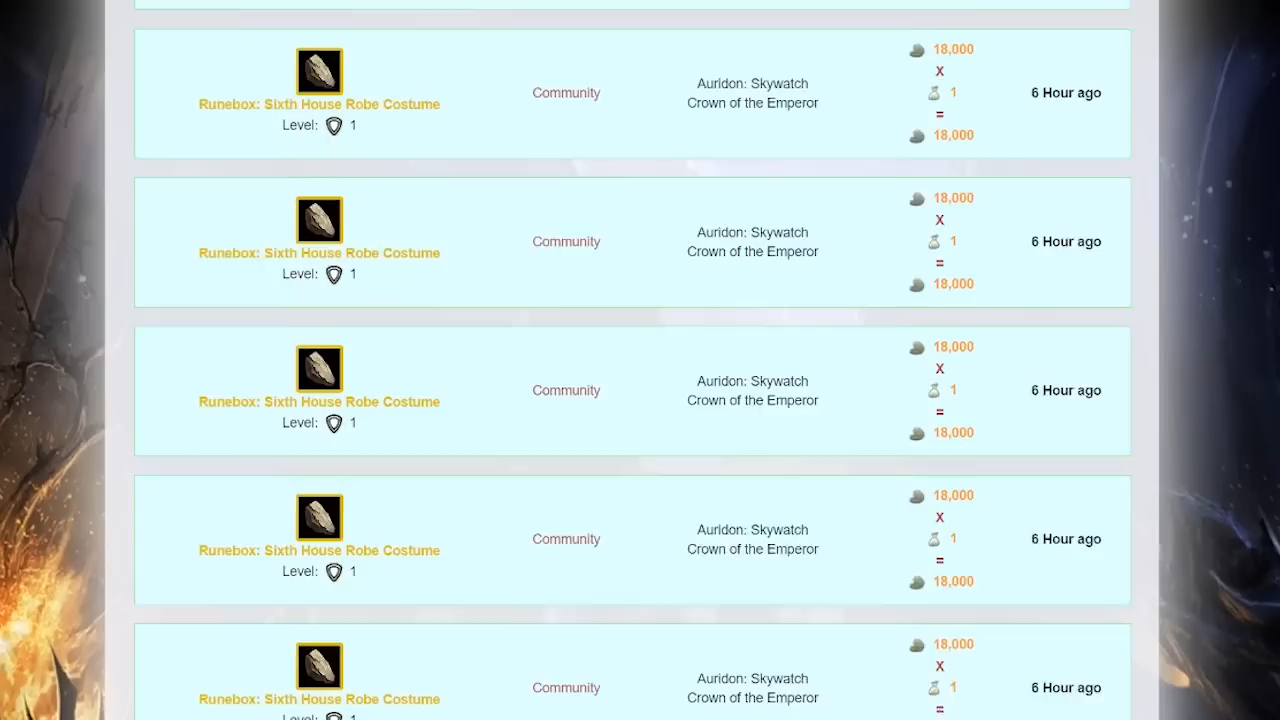 18,000
X
Runebox: Sixth House Robe Costume
Level: 1
Community
Auridon: Skywatch
Crown of the Emperor
1
=
18,000
6 Hour ago
18,000
X
Runebox: Sixth House Robe Costume
Level: 1
Community
Auridon: Skywatch
Crown of the Emperor
1
=
18,000
6 Hour ago
18,000
X
Runebox: Sixth House Robe Costume
Level: 1
Community
Auridon: Skywatch
Crown of the Emperor
1
=
18,000
6 Hour ago
18,000
X
Runebox: Sixth House Robe Costume
Level: 1
Community
Auridon: Skywatch
Crown of the Emperor
1
=
18,000
6 Hour ago
18,000
X
Runebox: Sixth House Robe Costume
Level: 1
Community
Auridon: Skywatch
Crown of the Emperor
1
=
6 Hour ago